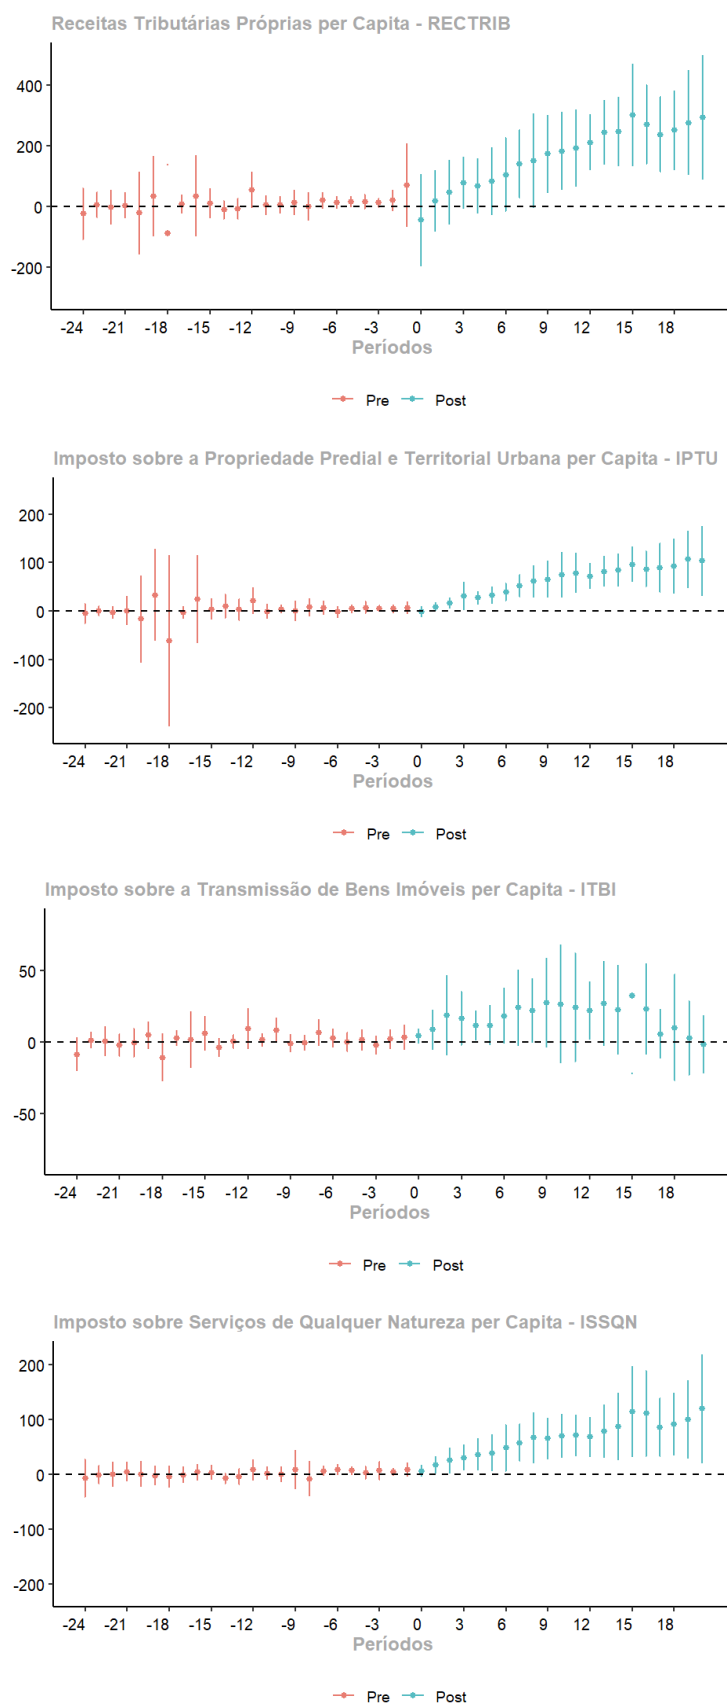 Receitas Tributárias Próprias per Capita - RECTRIB
400
200
0
-200
-24 -21 -18 -15 -12 -9 -6 -3 0 3 6 9 12 15 18
Períodos
Pre Post
Imposto sobre a Propriedade Predial e Territorial Urbana per Capita - IPTU
200
100
0
-100
-200
-24 -21 -18 -15 -12 -9 -6 -3 0 3 6 9 12 15 18
Períodos
Pre Post
Imposto sobre a Transmissão de Bens Imóveis per Capita - ITBI
50
0
-50
-24 -21 -18 -15 -12 -9 -6 -3 0 3 6 9 12 15 18
Períodos
Pre Post
Imposto sobre Serviços de Qualquer Natureza per Capita - ISSQN
200
100
0
-100
-200
-24 -21 -18 -15 -12 -9 -6 -3 0 3 6 9 12 15 18
Períodos
Pre Post